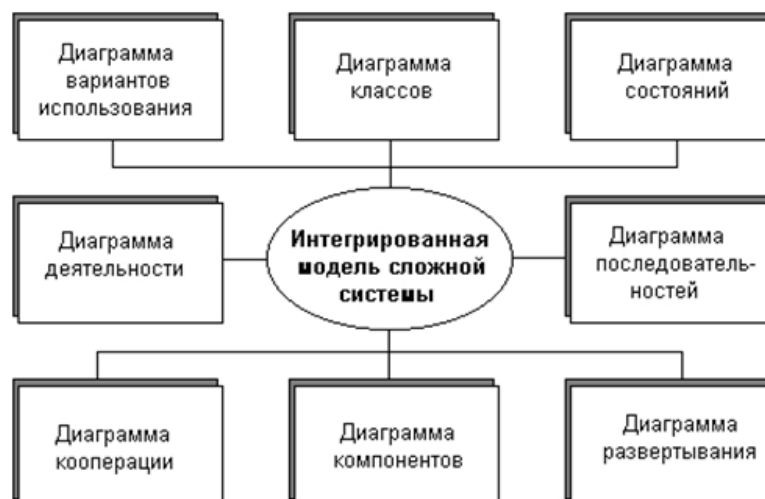 Диаграмма
вариантов
использования
Диаграмма
классов
Диаграмма
состояний
Диаграмма
деятельности
Интегрированная
модель сложной
системы
Диаграмма
последователь-
ностей
Диаграмма
кооперации
Диаграмма
компонентов
Диаграмма
развертывания